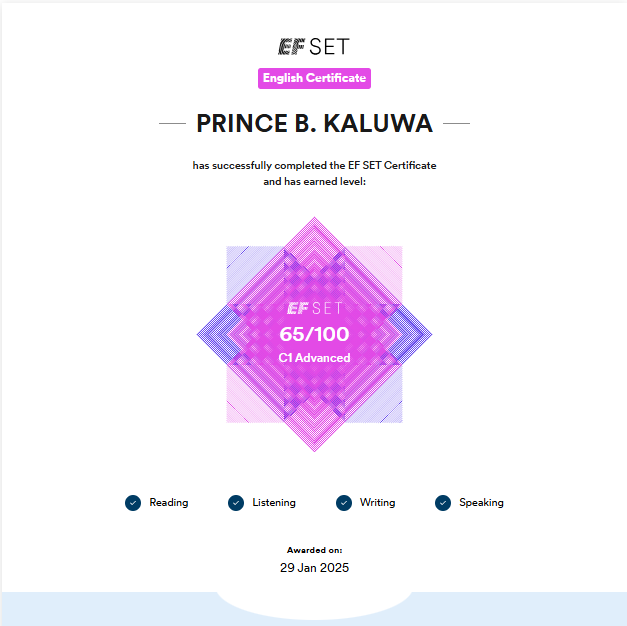 EF SET
English Certificate
PRINCE B. KALUWA
has successfully completed the EF SET Certificate
and has earned level:
EF SET
65/100
C1 Advanced
Reading Listening Writing Speaking
Awarded on:
29 Jan 2025